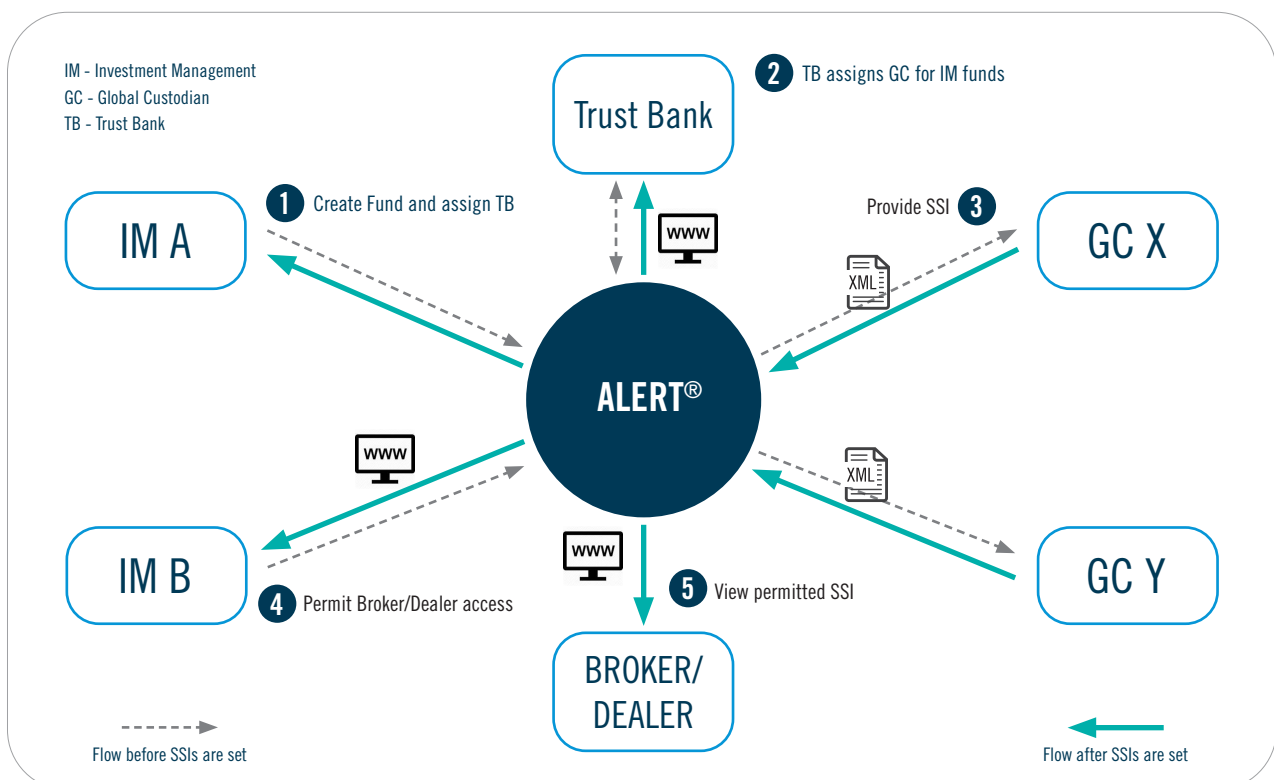 IM - Investment Management
GC - Global Custodian
TB - Trust Bank
Trust Bank
2 TB assigns GC for IM funds
1 Create Fund and assign TB
IM A
WWW
Provide SSI 3
GC X
XML
ALERT®
WWW
XML
IM B
4 Permit Broker/Dealer access
WWW
5 View permitted SSI
GC Y
BROKER/
DEALER
Flow before SSIs are set
Flow after SSIs are set